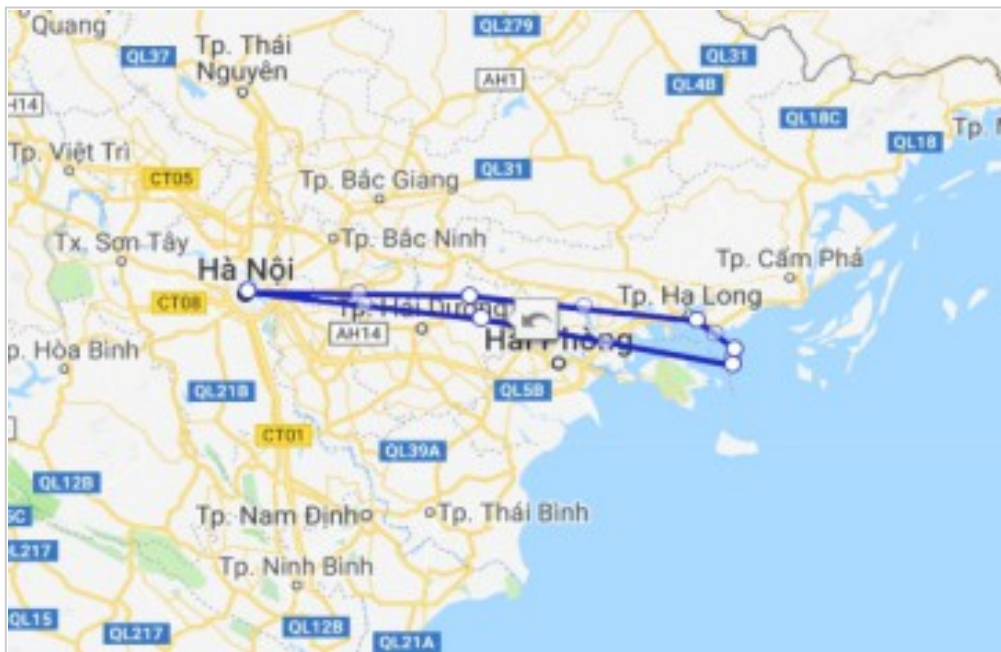 Quang
Tp. Thái
Nguyên
QL37
QL279
QL31
AH1
QL4B
H14
QL18C
QL18
Tp. Việt Trì
CT05
QL31
Tp. Bắc Giang
Tp. Bắc Ninh
Tx. Sơn Tây
Hà Nội
CT08
Tp. Cẩm Phả
Tp. Hạ Long
Tp. Hải Dương
AH14
Hải Phòng
p. Hòa Bình
QL21B
QL5B
CT01
QL39A
QL12B
Tp. Nam Định
Tp. Thái Bình
L217
Tp. Ninh Bình
QL15
QL217
QL12B
QL21A